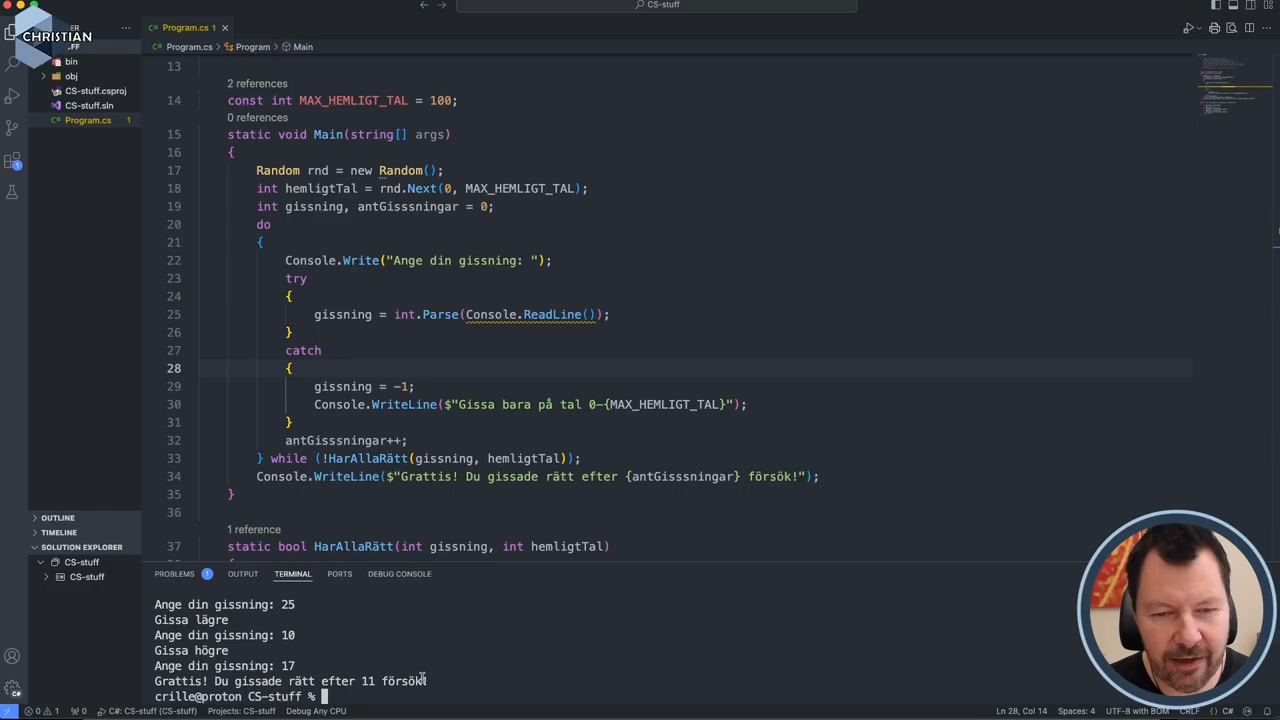 CS-stuff
CHRISTIAN
Program.cs 1
Program.cs > Program > Main
bin
obj
CS-stuff.csproj
CS-stuff.sln
Program.cs 1
13
2 references
14 const int MAX_HEMLIGT_TAL = 100;
0 references
15 static void Main(string[] args)
16 {
17 Random rnd = new Random();
18 int hemligtTal = rnd.Next(0, MAX_HEMLIGT_TAL);
19 int gissning, antGisssningar = 0;
20 do
21 {
22 Console.Write("Ange din gissning: ");
23 try
24 {
25 gissning = int.Parse(Console.ReadLine());
26 }
27 catch
28 {
29 gissning = -1;
30 Console.WriteLine($"Gissa bara på tal 0-{MAX_HEMLIGT_TAL}");
31 }
32 antGisssningar++;
33 } while (!HarAllaRätt(gissning, hemligtTal));
34 Console.WriteLine($"Grattis! Du gissade rätt efter {antGisssningar} försök!");
35 }
36
1 reference
37 static bool HarAllaRätt(int gissning, int hemligtTal)
OUTLINE
TIMELINE
SOLUTION EXPLORER
CS-stuff
CS-stuff
PROBLEMS 1 OUTPUT TERMINAL PORTS DEBUG CONSOLE
Ange din gissning: 25
Gissa lägre
Ange din gissning: 10
Gissa högre
Ange din gissning: 17
Grattis! Du gissade rätt efter 11 försök!
crille@proton CS-stuff %
0 1 0 C#: CS-stuff (CS-stuff) Projects: CS-stuff Debug Any CPU Ln 28, Col 14 Spaces: 4 UTF-8 with BOM CRLF C#